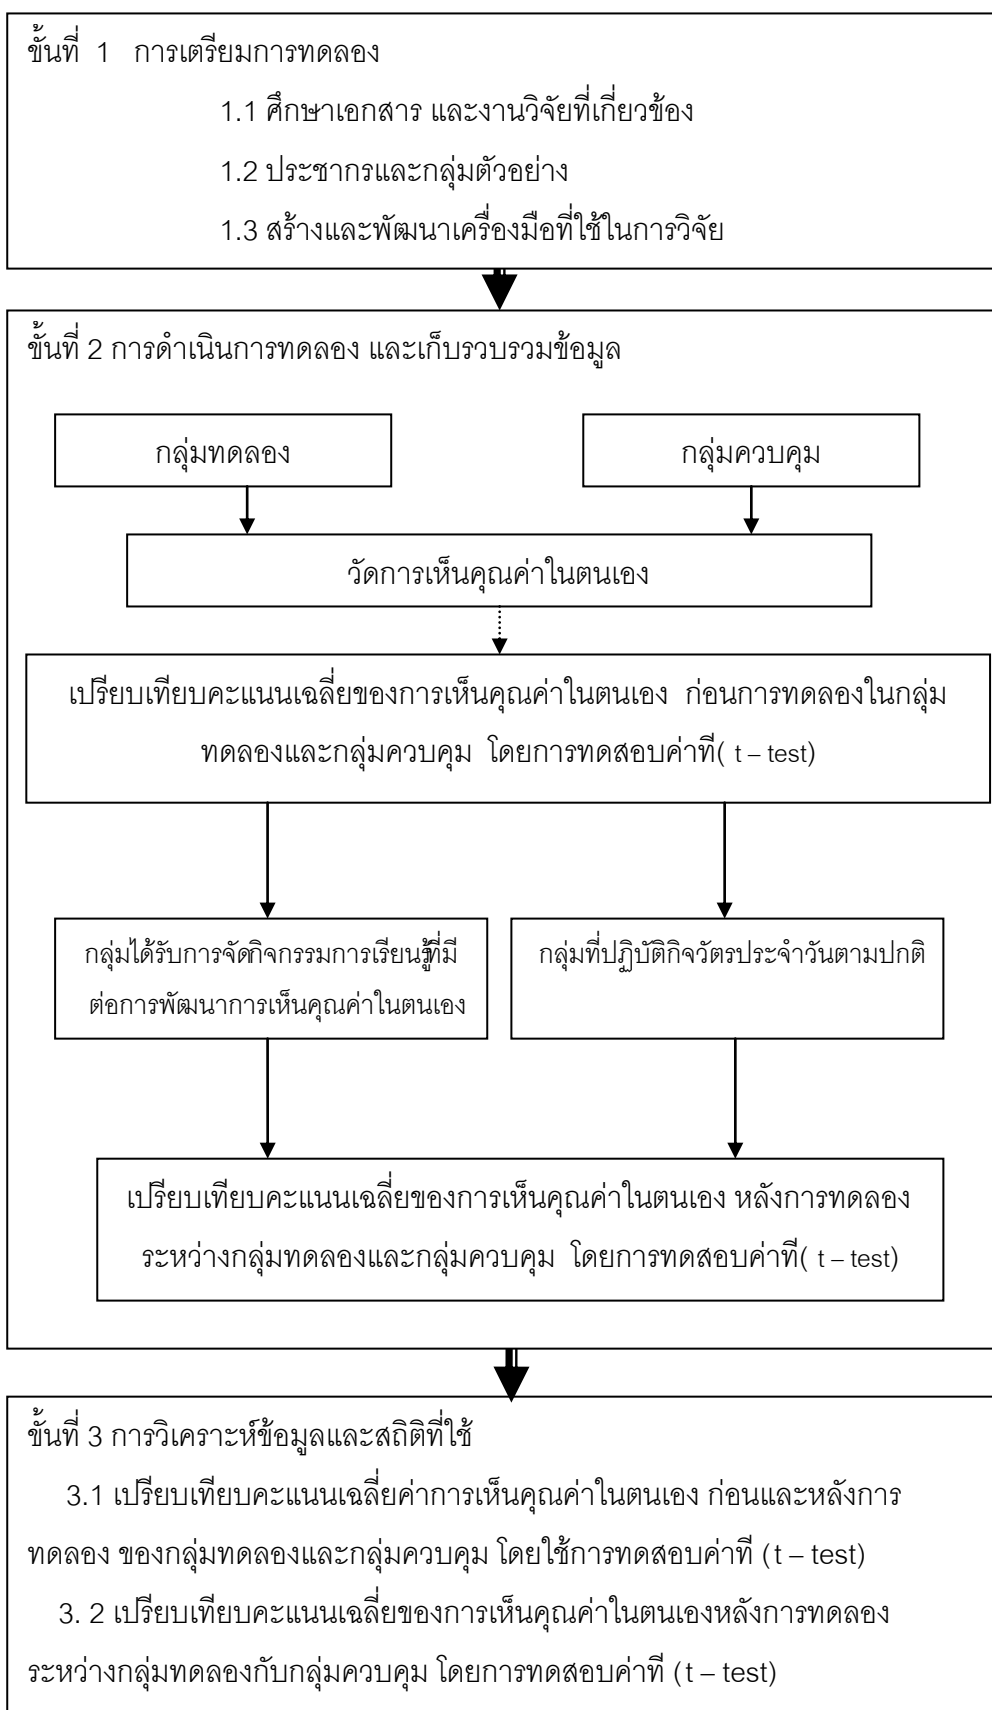 ขั้นที่ 1 การเตรียมการทดลอง
1.1 ศึกษาเอกสาร และงานวิจัยที่เกี่ยวข้อง
1.2 ประชากรและกลุ่มตัวอย่าง
1.3 สร้างและพัฒนาเครื่องมือที่ใช้ในการวิจัย
ขั้นที่ 2 การดำเนินการทดลอง และเก็บรวบรวมข้อมูล
กลุ่มทดลอง
กลุ่มควบคุม
วัดการเห็นคุณค่าในตนเอง
เปรียบเทียบคะแนนเฉลี่ยของการเห็นคุณค่าในตนเอง ก่อนการทดลองในกลุ่ม
ทดลองและกลุ่มควบคุม โดยการทดสอบค่าที( t – test)
กลุ่มได้รับการจัดกิจกรรมการเรียนรู้ที่มี
ต่อการพัฒนาการเห็นคุณค่าในตนเอง
กลุ่มที่ปฏิบัติกิจวัตรประจำวันตามปกติ
เปรียบเทียบคะแนนเฉลี่ยของการเห็นคุณค่าในตนเอง หลังการทดลอง
ระหว่างกลุ่มทดลองและกลุ่มควบคุม โดยการทดสอบค่าที( t – test)
ขั้นที่ 3 การวิเคราะห์ข้อมูลและสถิติที่ใช้
3.1 เปรียบเทียบคะแนนเฉลี่ยค่าการเห็นคุณค่าในตนเอง ก่อนและหลังการ
ทดลอง ของกลุ่มทดลองและกลุ่มควบคุม โดยใช้การทดสอบค่าที (t – test)
3. 2 เปรียบเทียบคะแนนเฉลี่ยของการเห็นคุณค่าในตนเองหลังการทดลอง
ระหว่างกลุ่มทดลองกับกลุ่มควบคุม โดยการทดสอบค่าที (t – test)